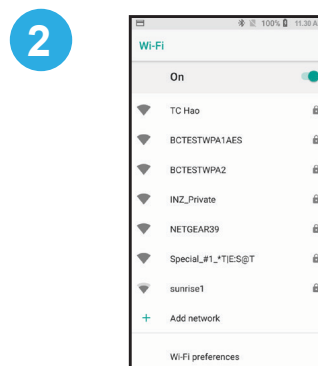 2
100% 11.30 A
Wi-Fi
On
TC Hao
BCTESTWPA1AES
BCTESTWPA2
INZ_Private
NETGEAR39
Special_#1_*T|E:S@T
sunrise1
Add network
Wi-Fi preferences